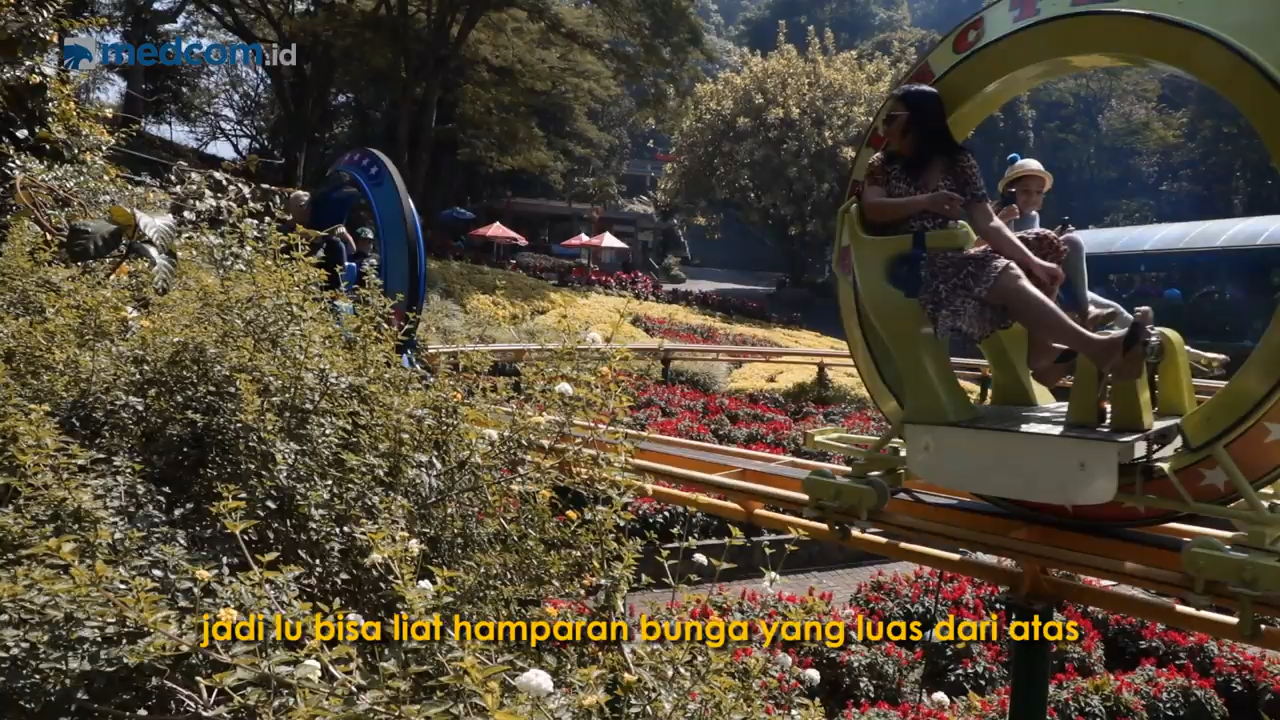 medcom.id
jadi lu bisa liat hamparan bunga yang luas dari atas